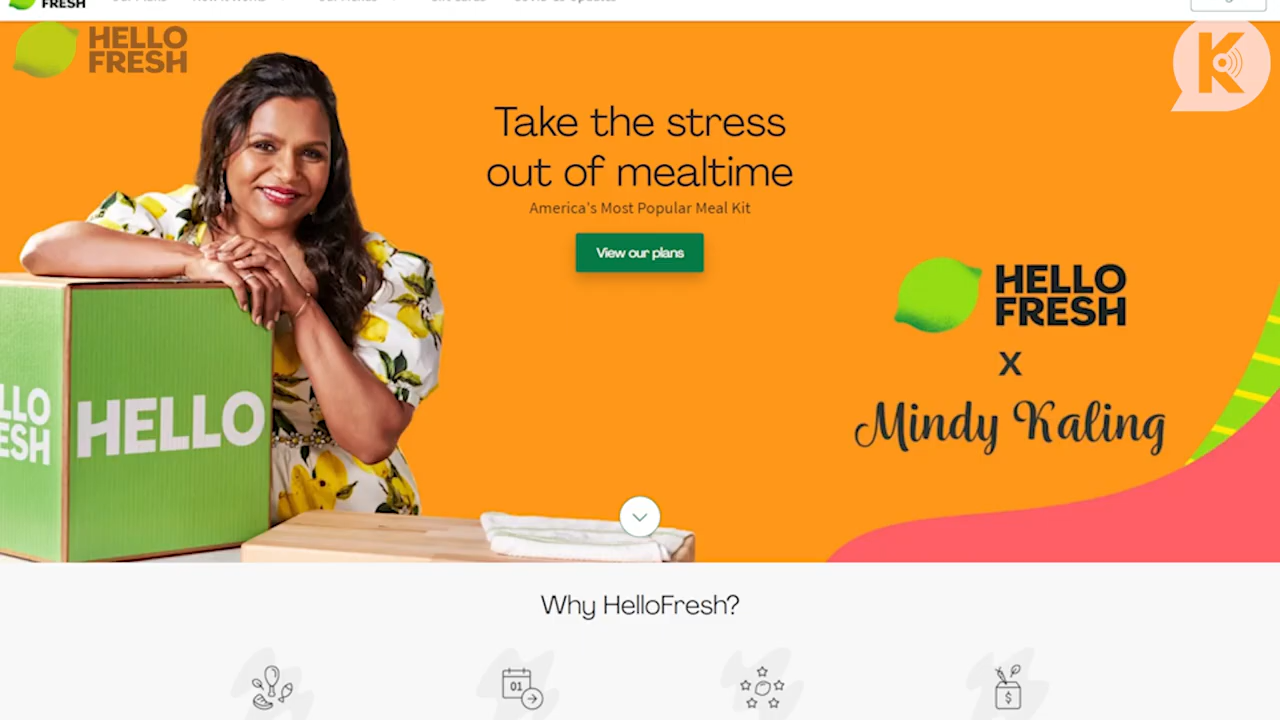 FRESH
HELLO
FRESH
K
Take the stress
out of mealtime
America's Most Popular Meal Kit
View our plans
HELLO
FRESH
X
Mindy Kaling
HELLO
LLO
ESH
Why HelloFresh?
01
$